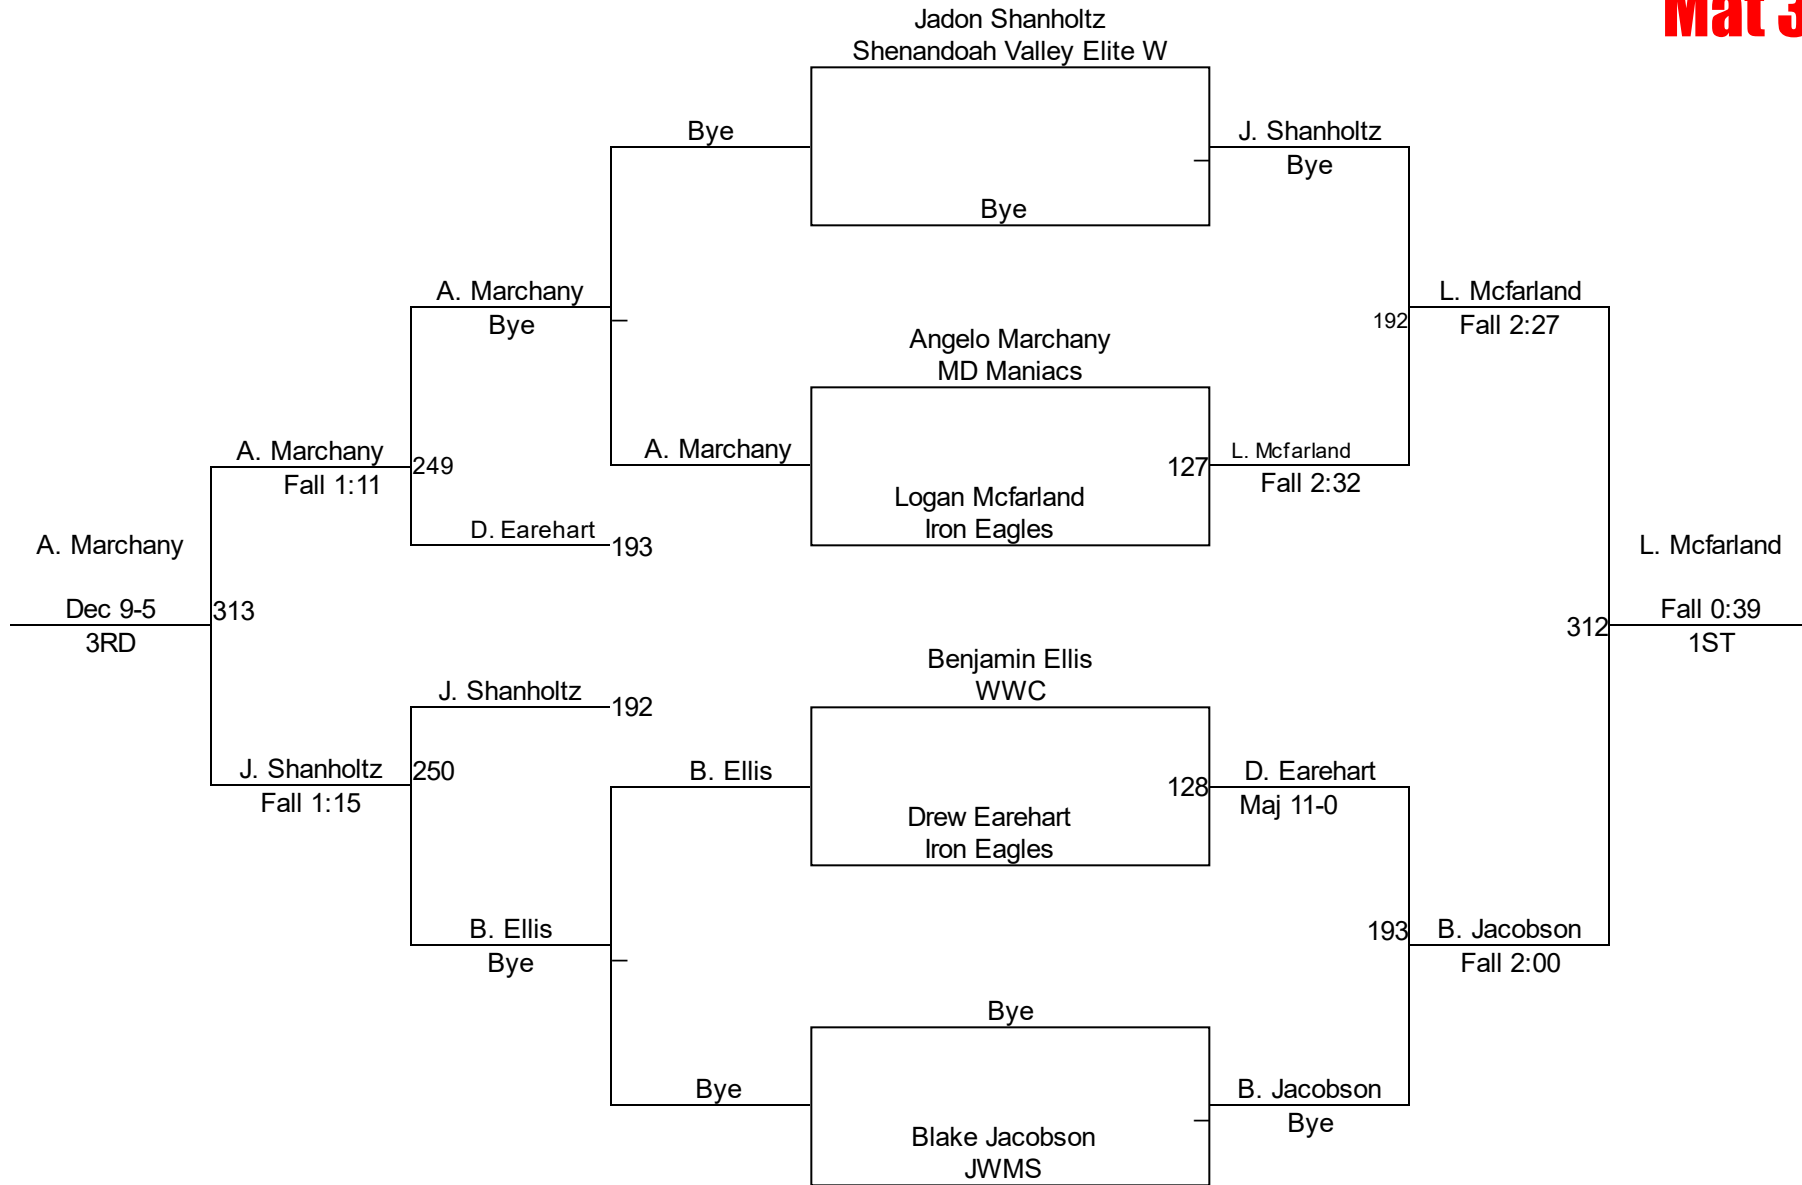 Mat 3
Jadon Shanholtz
Shenandoah Valley Elite W
Bye
J. Shanholtz
Bye
Bye
A. Marchany
Bye
L. Mcfarland
192
Fall 2:27
Angelo Marchany
MD Maniacs
A. Marchany
A. Marchany
L. Mcfarland
249
127
Fall 1:11
Fall 2:32
Logan Mcfarland
Iron Eagles
D. Earehart
193
A. Marchany
L. Mcfarland
Dec 9-5
313
Fall 0:39
312
3RD
1ST
Benjamin Ellis
WWC
J. Shanholtz
192
J. Shanholtz
250
B. Ellis
D. Earehart
128
Fall 1:15
Maj 11-0
Drew Earehart
Iron Eagles
B. Ellis
Bye
193
B. Jacobson
Fall 2:00
Bye
Bye
B. Jacobson
Bye
Blake Jacobson
JWMS